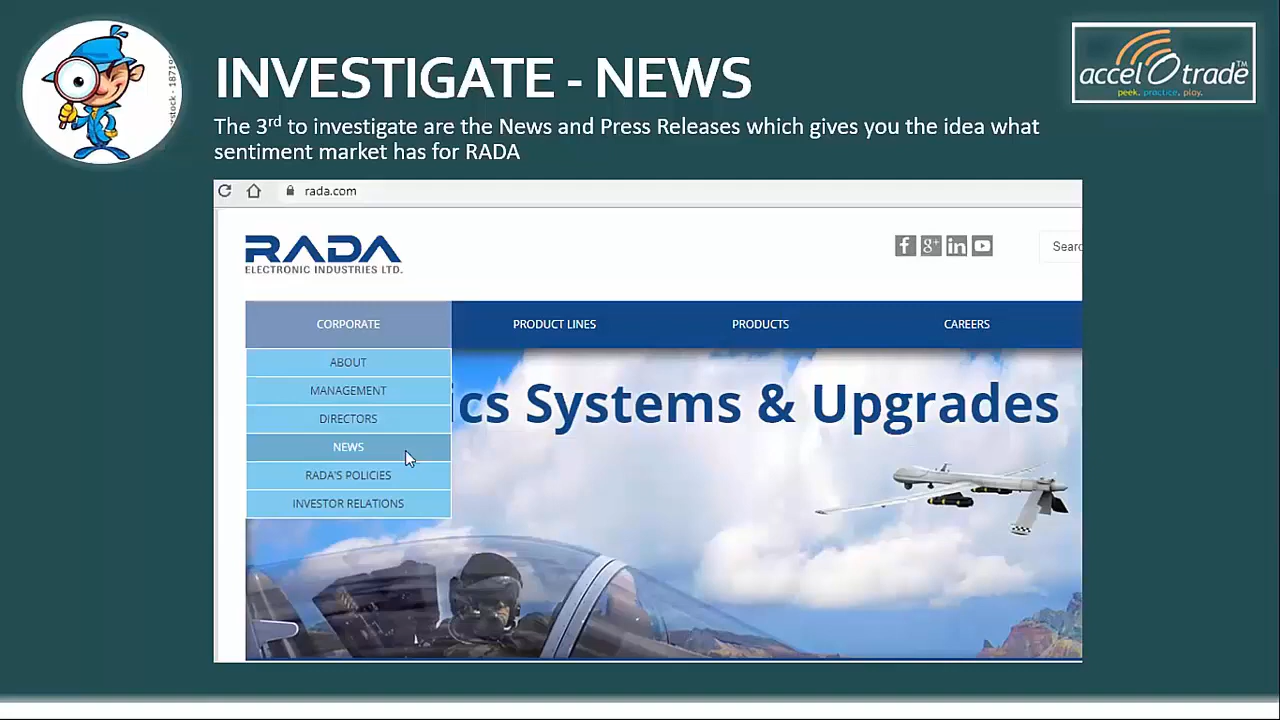 INVESTIGATE - NEWS
The 3rd to investigate are the News and Press Releases which gives you the idea what
sentiment market has for RADA
accelOtrade™
peek. practice. play.
rada.com
RADA
ELECTRONIC INDUSTRIES LTD.
f g+ in
Searc
CORPORATE PRODUCT LINES PRODUCTS CAREERS
ABOUT
MANAGEMENT
DIRECTORS
NEWS
RADA'S POLICIES
INVESTOR RELATIONS
ics Systems & Upgrades